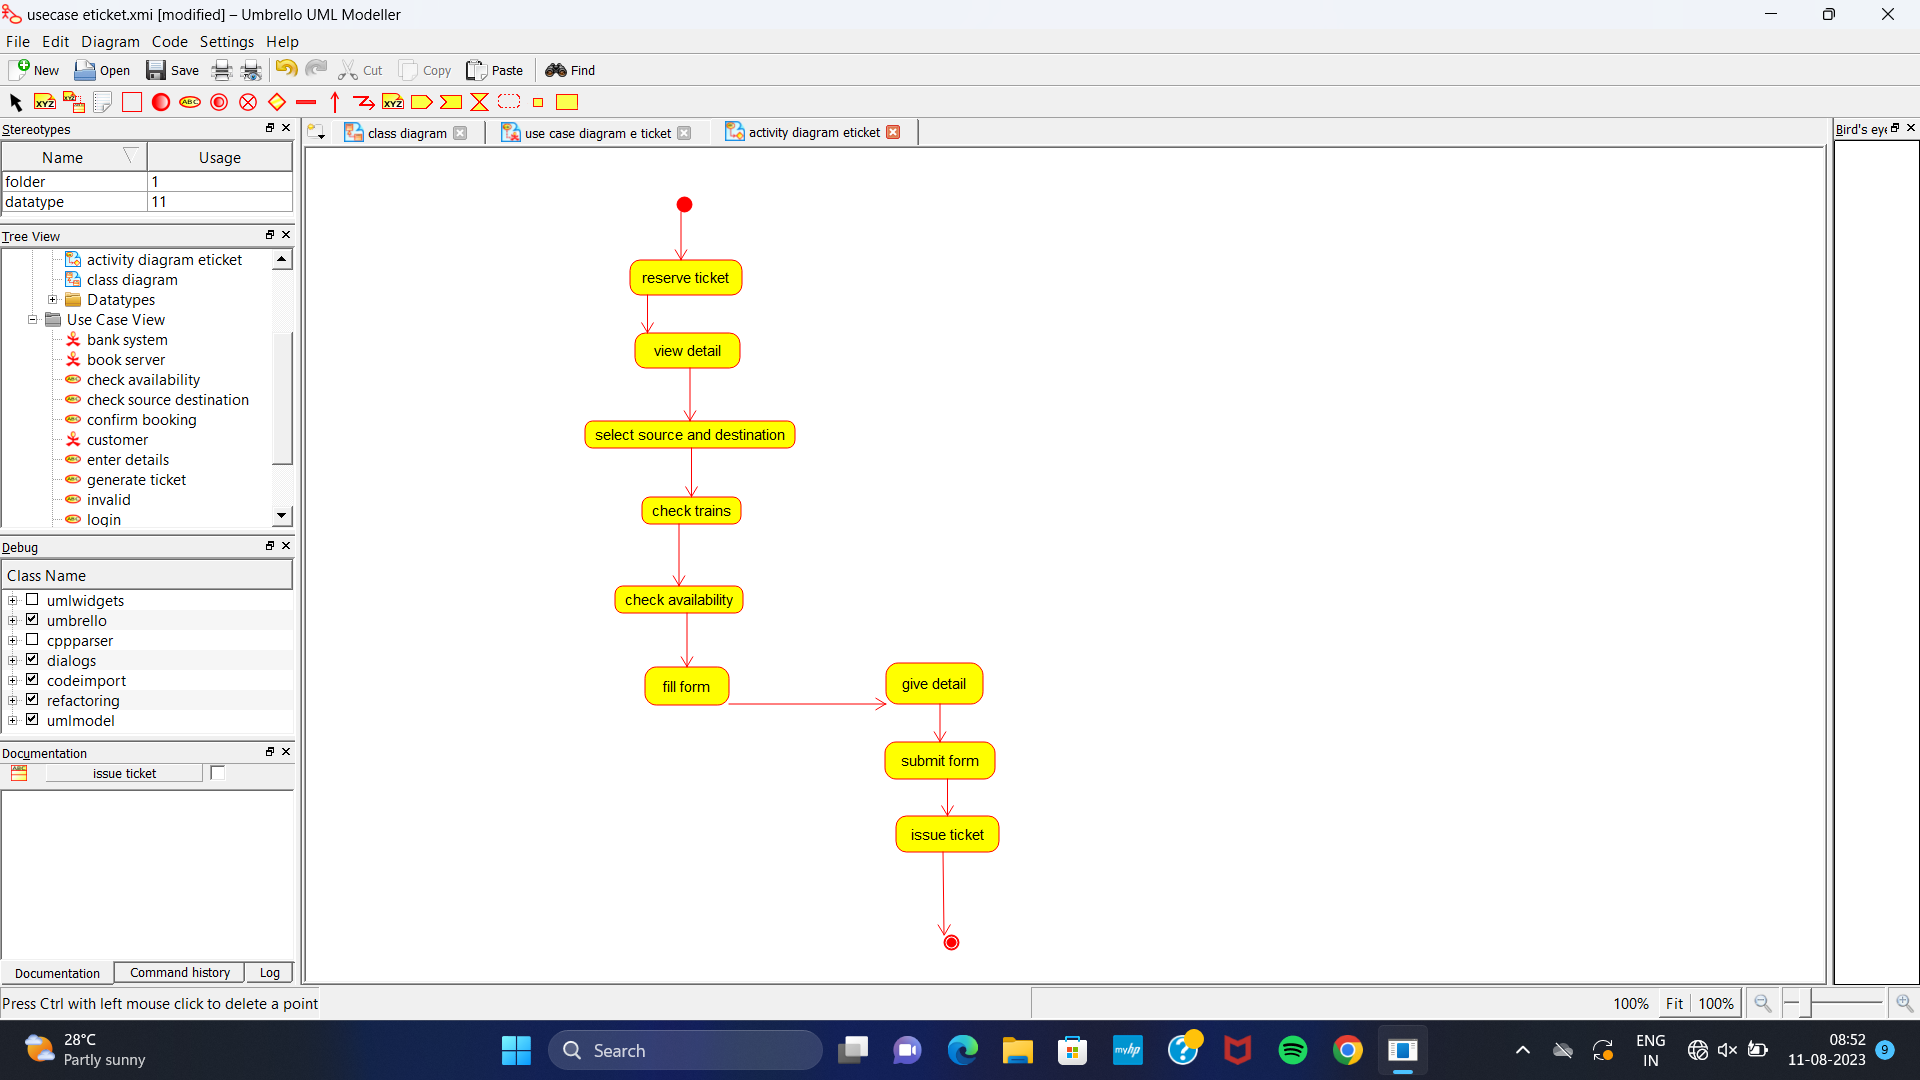 usecase eticket.xmi [modified] – Umbrello UML Modeller
File Edit Diagram Code Settings Help
New Open Save Cut Copy Paste Find
XYZ XYZ ABC XYZ
Stereotypes
Name Usage
folder 1
datatype 11
Tree View
activity diagram eticket
class diagram
Datatypes
Use Case View
bank system
book server
check availability
check source destination
confirm booking
customer
enter details
generate ticket
invalid
login
Debug
Class Name
umlwidgets
umbrello
cppparser
dialogs
codeimport
refactoring
umlmodel
Documentation
issue ticket
Documentation Command history Log
class diagram use case diagram e ticket activity diagram eticket
Bird's eye
reserve ticket
view detail
select source and destination
check trains
check availability
fill form
give detail
submit form
issue ticket
Press Ctrl with left mouse click to delete a point
100% Fit 100%
28°C
Partly sunny
Search
myhp
ENG
IN
08:52
11-08-2023
9